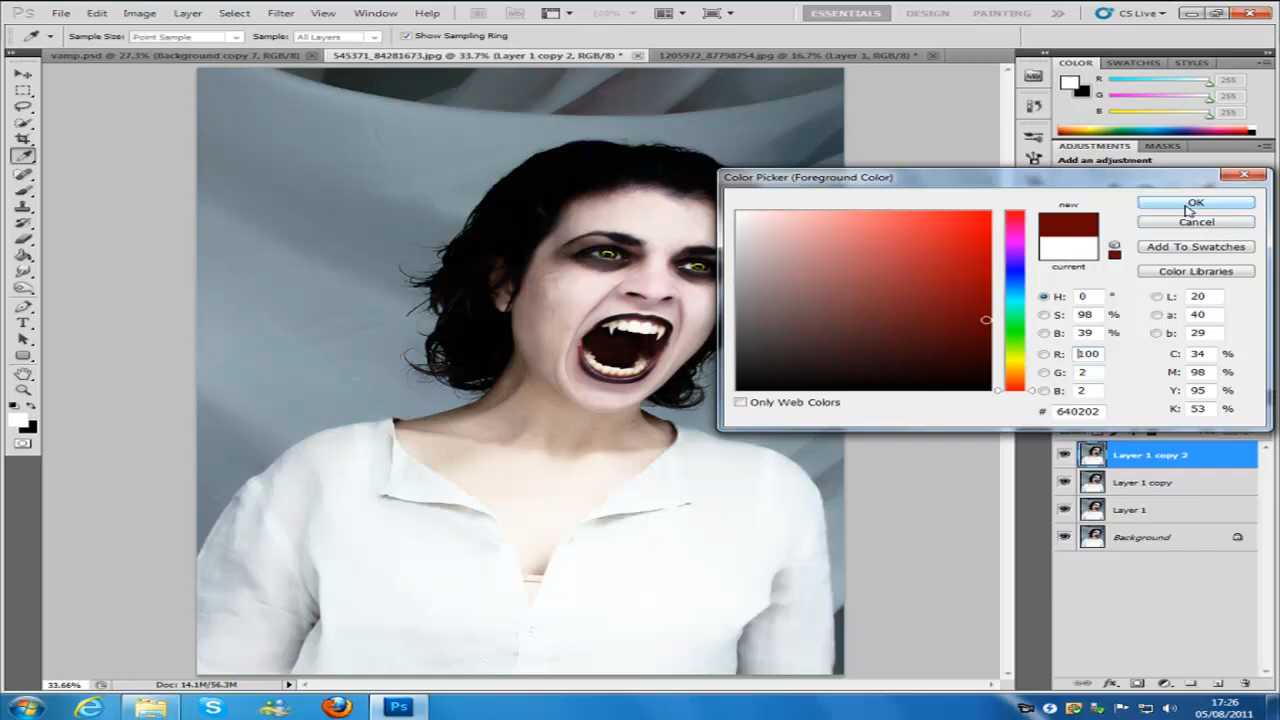 Ps File Edit Image Layer Select Filter View Window Help Br Mb 100% ESSENTIALS DESIGN PAINTING >> CS Live
Sample Size: Point Sample Sample: All Layers Show Sampling Ring
vamp.psd @ 27.3% (Background copy 7, RGB/8) 545371_84281673.jpg @ 33.7% (Layer 1 copy 2, RGB/8) * 1205972_87798754.jpg @ 16.7% (Layer 1, RGB/8) *
COLOR SWATCHES STYLES
R 255
G 255
B 255
ADJUSTMENTS MASKS
Add an adjustment
Color Picker (Foreground Color)
new
current
OK
Cancel
Add To Swatches
Color Libraries
H: 0 ° L: 20
S: 98 % a: 40
B: 39 % b: 29
R: 100 C: 34 %
G: 2 M: 98 %
B: 2 Y: 95 %
# 640202 K: 53 %
Only Web Colors
Layer 1 copy 2
Layer 1 copy
Layer 1
Background
33.66% Doc: 14.1M/56.3M
17:26
05/08/2011